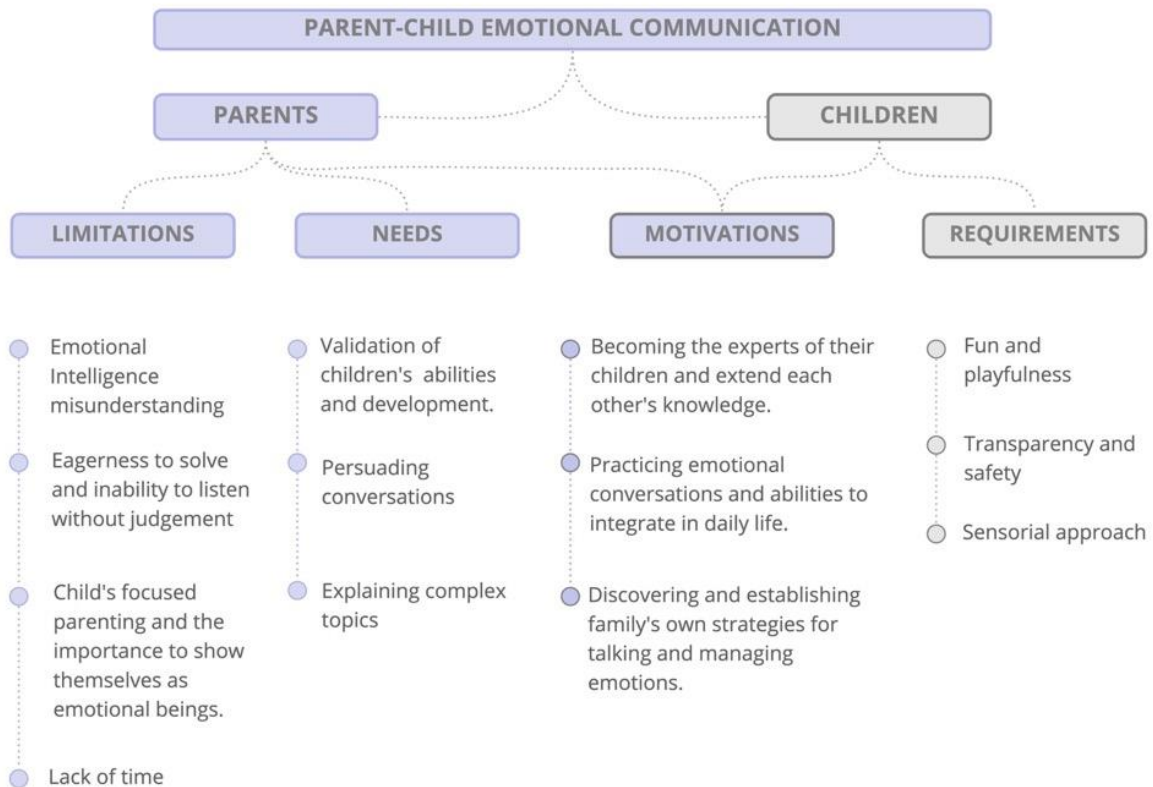 PARENT-CHILD EMOTIONAL COMMUNICATION
PARENTS
CHILDREN
LIMITATIONS
NEEDS
MOTIVATIONS
REQUIREMENTS
Emotional
Intelligence
misunderstanding
Eagerness to solve
and inability to listen
without judgement
Child's focused
parenting and the
importance to show
themselves as
emotional beings.
Lack of time
Validation of
children's abilities
and development.
Persuading
conversations
Explaining complex
topics
Becoming the experts of their
children and extend each
other's knowledge.
Practicing emotional
conversations and abilities to
integrate in daily life.
Discovering and establishing
family's own strategies for
talking and managing
emotions.
Fun and
playfulness
Transparency and
safety
Sensorial approach